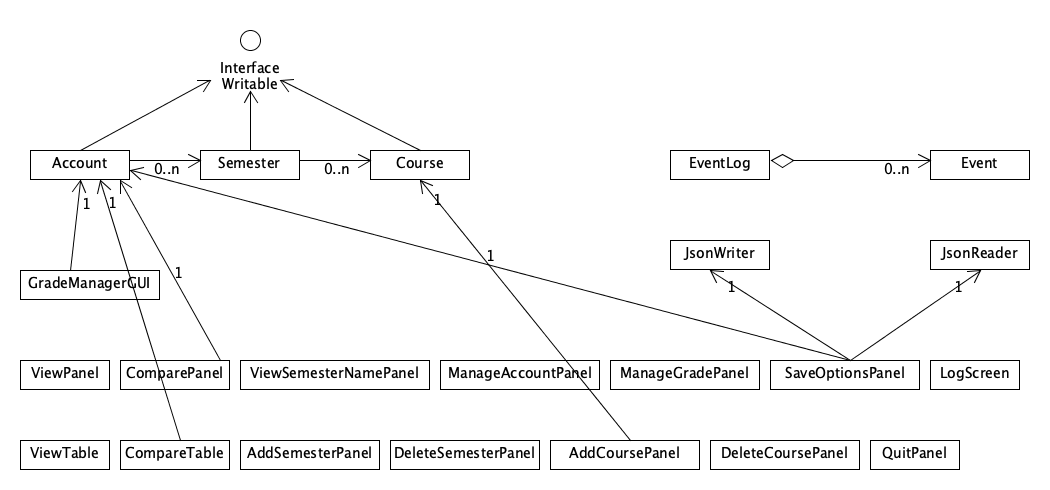 Interface
Writable
Account
0..n
Semester
0..n
Course
EventLog
0..n
Event
1
1
1
1
JsonWriter
JsonReader
GradeManagerGUI
1
1
1
ViewPanel
ComparePanel
ViewSemesterNamePanel
ManageAccountPanel
ManageGradePanel
SaveOptionsPanel
LogScreen
ViewTable
CompareTable
AddSemesterPanel
DeleteSemesterPanel
AddCoursePanel
DeleteCoursePanel
QuitPanel